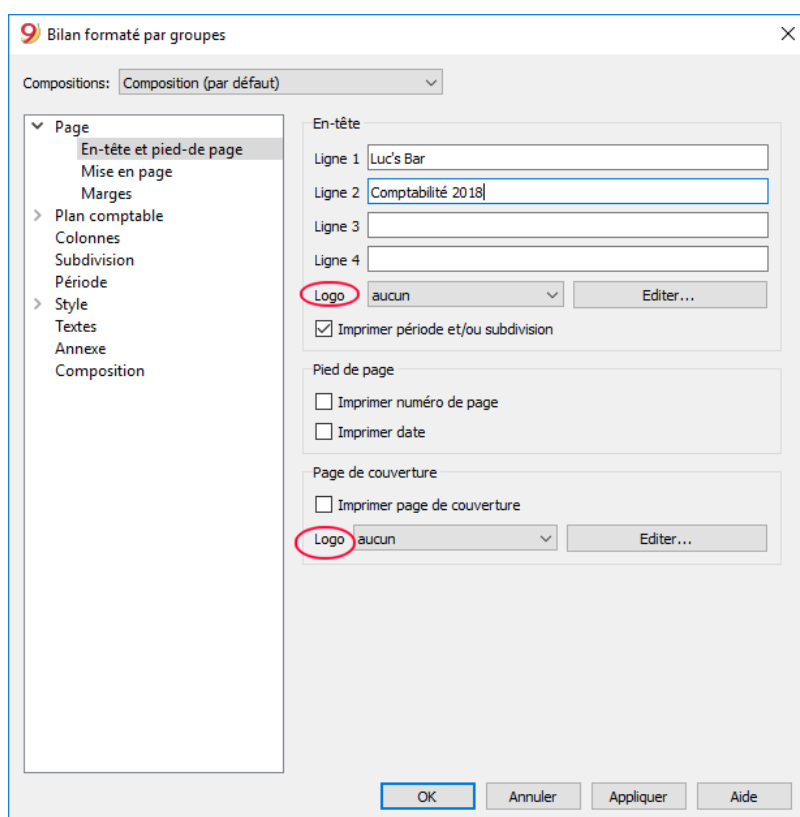 9 Bilan formaté par groupes
Compositions: Composition (par défaut)
Page
En-tête et pied-de page
Mise en page
Marges
Plan comptable
Colonnes
Subdivision
Période
Style
Textes
Annexe
Composition
En-tête
Ligne 1 Luc's Bar
Ligne 2 Comptabilité 2018
Ligne 3
Ligne 4
Logo aucun Editer...
Imprimer période et/ou subdivision
Pied de page
Imprimer numéro de page
Imprimer date
Page de couverture
Imprimer page de couverture
Logo aucun Editer...
OK Annuler Appliquer Aide